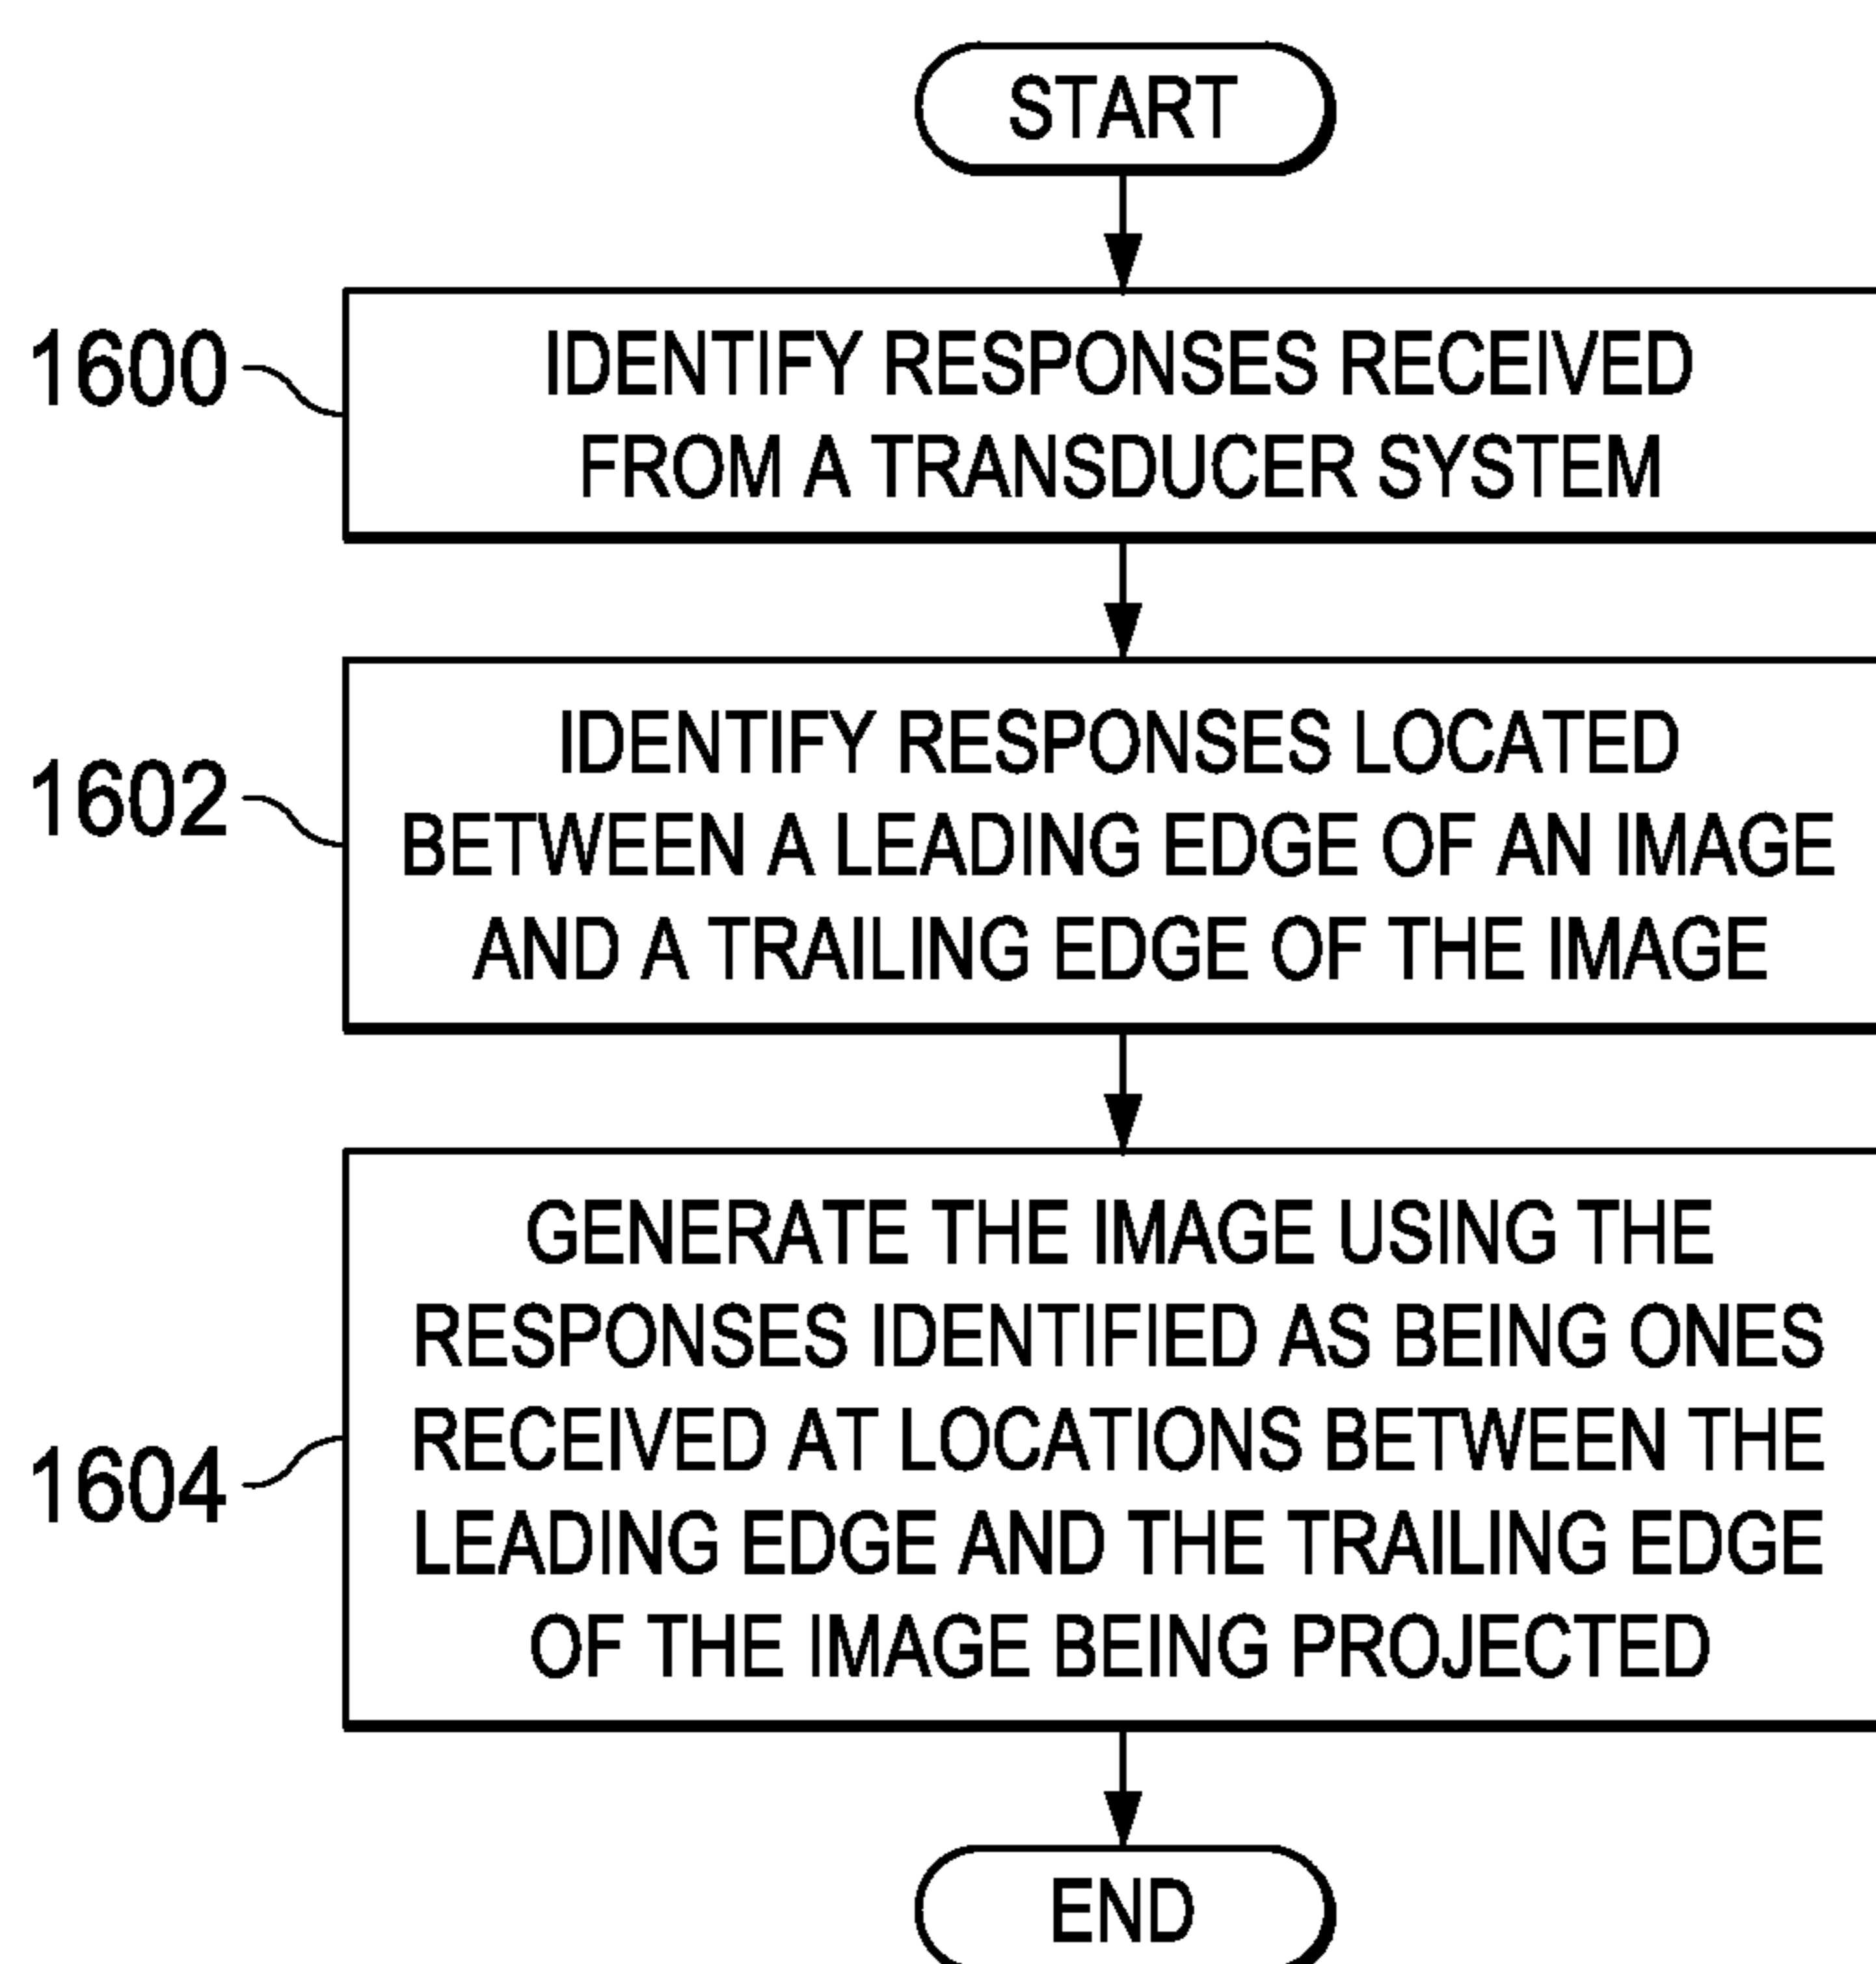 START
1600
IDENTIFY RESPONSES RECEIVED
FROM A TRANSDUCER SYSTEM
1602
IDENTIFY RESPONSES LOCATED
BETWEEN A LEADING EDGE OF AN IMAGE
AND A TRAILING EDGE OF THE IMAGE
1604
GENERATE THE IMAGE USING THE
RESPONSES IDENTIFIED AS BEING ONES
RECEIVED AT LOCATIONS BETWEEN THE
LEADING EDGE AND THE TRAILING EDGE
OF THE IMAGE BEING PROJECTED
END